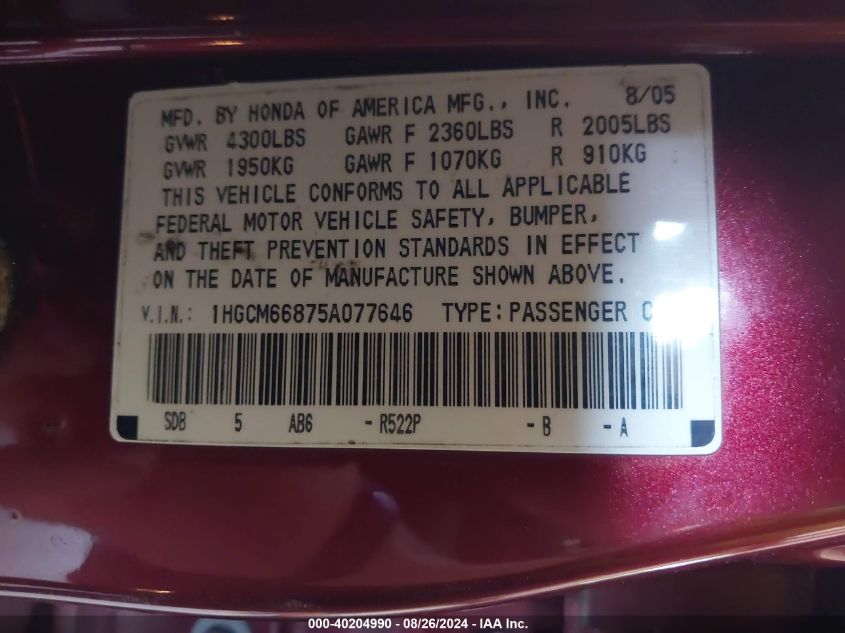 MFD. BY HONDA OF AMERICA MFG., INC. 8/05
GVWR 4300LBS GAWR F 2360LBS R 2005LBS
GVWR 1950KG GAWR F 1070KG R 910KG
THIS VEHICLE CONFORMS TO ALL APPLICABLE
FEDERAL MOTOR VEHICLE SAFETY, BUMPER,
AND THEFT PREVENTION STANDARDS IN EFFECT
ON THE DATE OF MANUFACTURE SHOWN ABOVE.
V.I.N.: 1HGCM66875A077646 TYPE: PASSENGER
SDB 5 AB6 - R522P - B - A
000-40204990 - 08/26/2024 - IAA Inc.